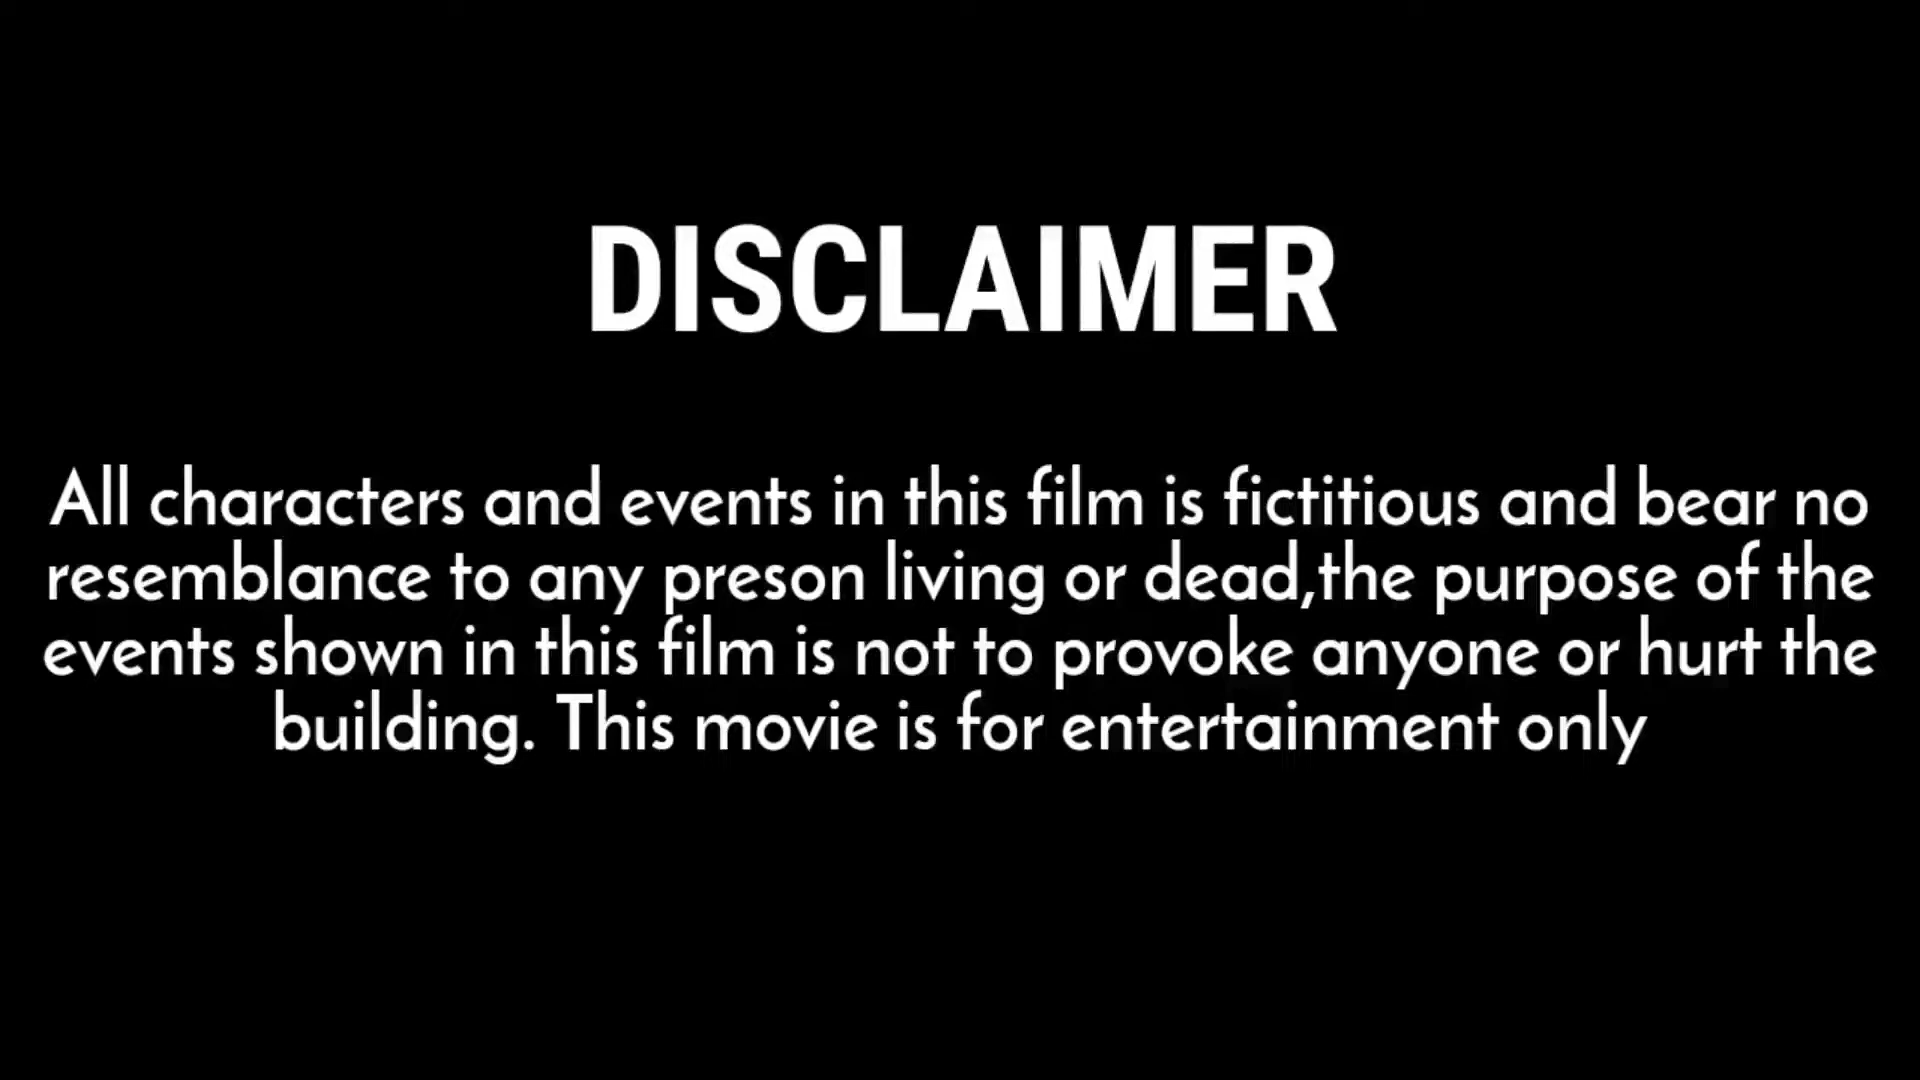 DISCLAIMER
All characters and events in this film is fictitious and bear no
resemblance to any preson living or dead,the purpose of the
events shown in this film is not to provoke anyone or hurt the
building. This movie is for entertainment only